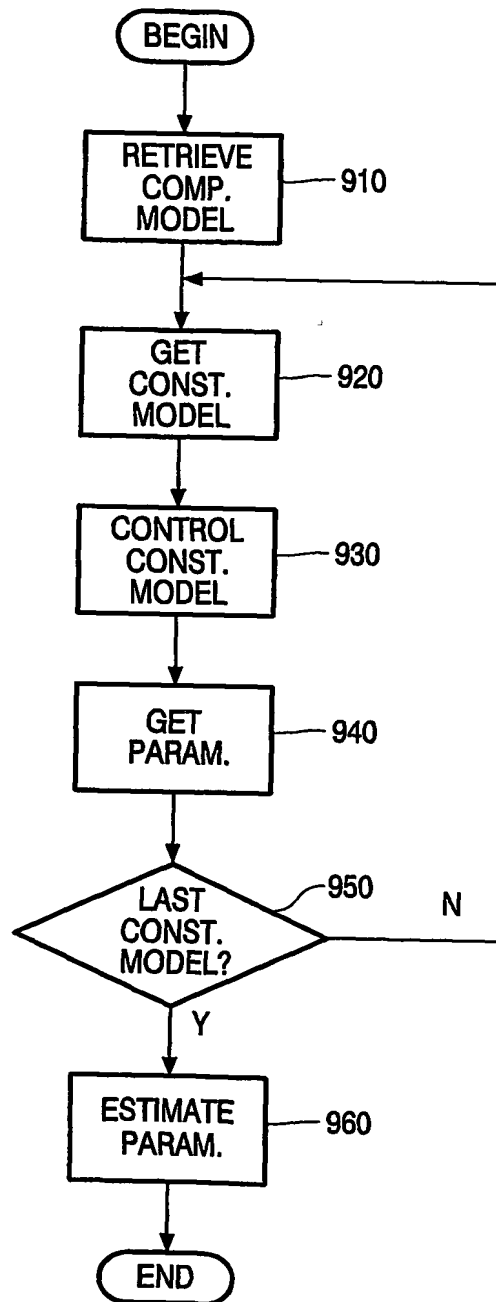 BEGIN
RETRIEVE
COMP.
MODEL
910
GET
CONST.
MODEL
920
CONTROL
CONST.
MODEL
930
GET
PARAM.
940
LAST
CONST.
MODEL?
950
N
Y
ESTIMATE
PARAM.
960
END